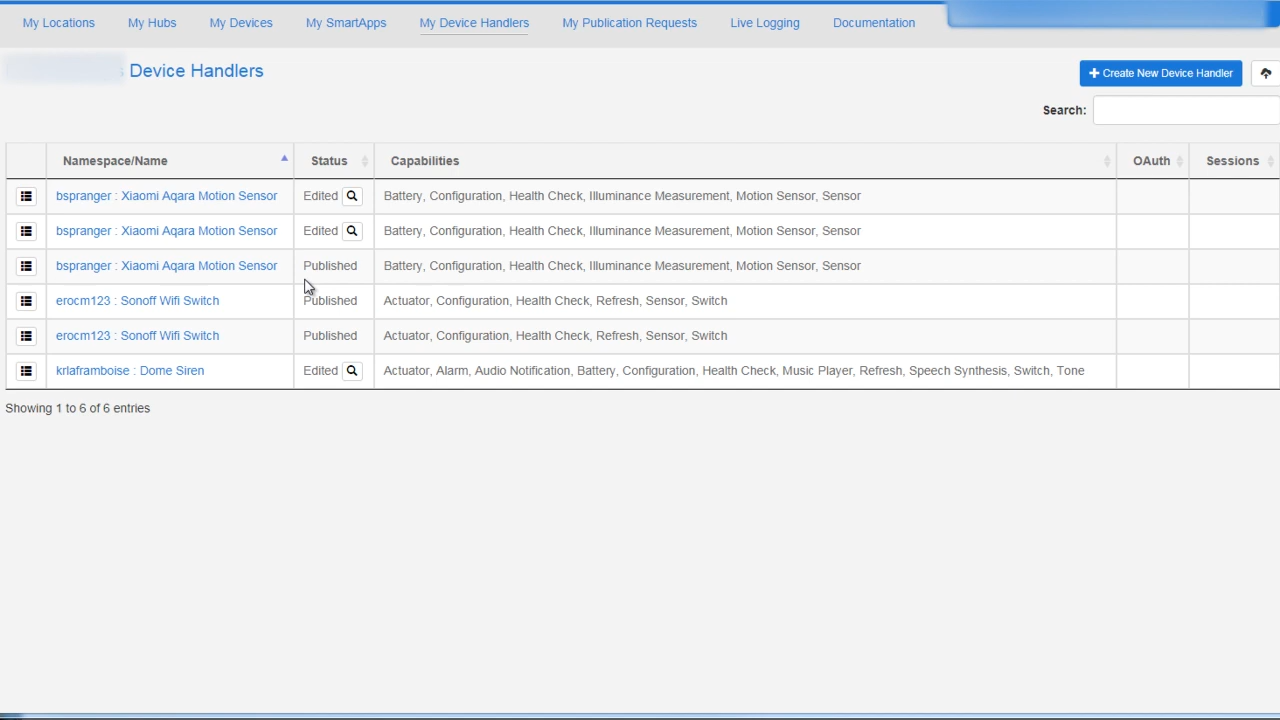 My Locations My Hubs My Devices My SmartApps My Device Handlers My Publication Requests Live Logging Documentation
Device Handlers
Create New Device Handler
Search:
Namespace/Name Status Capabilities OAuth Sessions
bspranger : Xiaomi Aqara Motion Sensor Edited Battery, Configuration, Health Check, Illuminance Measurement, Motion Sensor, Sensor
bspranger : Xiaomi Aqara Motion Sensor Edited Battery, Configuration, Health Check, Illuminance Measurement, Motion Sensor, Sensor
bspranger : Xiaomi Aqara Motion Sensor Published Battery, Configuration, Health Check, Illuminance Measurement, Motion Sensor, Sensor
erocm123 : Sonoff Wifi Switch Published Actuator, Configuration, Health Check, Refresh, Sensor, Switch
erocm123 : Sonoff Wifi Switch Published Actuator, Configuration, Health Check, Refresh, Sensor, Switch
krlaframboise : Dome Siren Edited Actuator, Alarm, Audio Notification, Battery, Configuration, Health Check, Music Player, Refresh, Speech Synthesis, Switch, Tone
Showing 1 to 6 of 6 entries